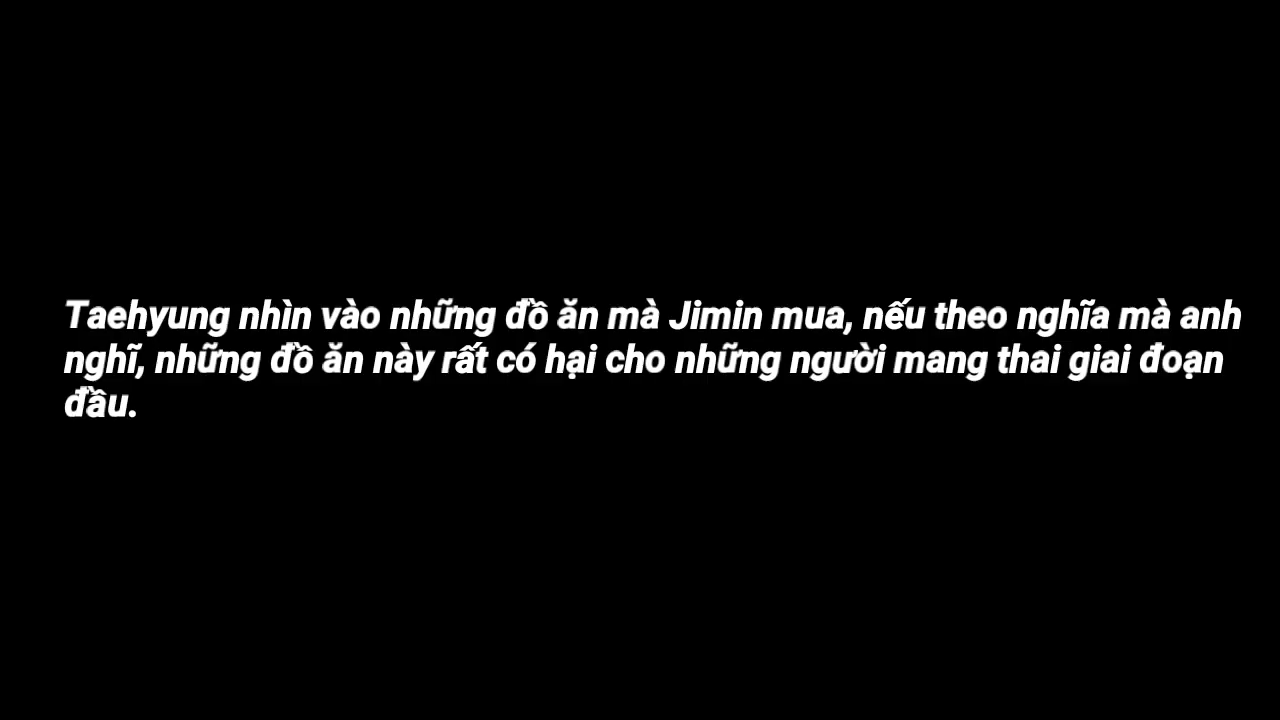 Taehyung nhìn vào những đồ ăn mà Jimin mua, nếu theo nghĩa mà anh
nghĩ, những đồ ăn này rất có hại cho những người mang thai giai đoạn
đầu.